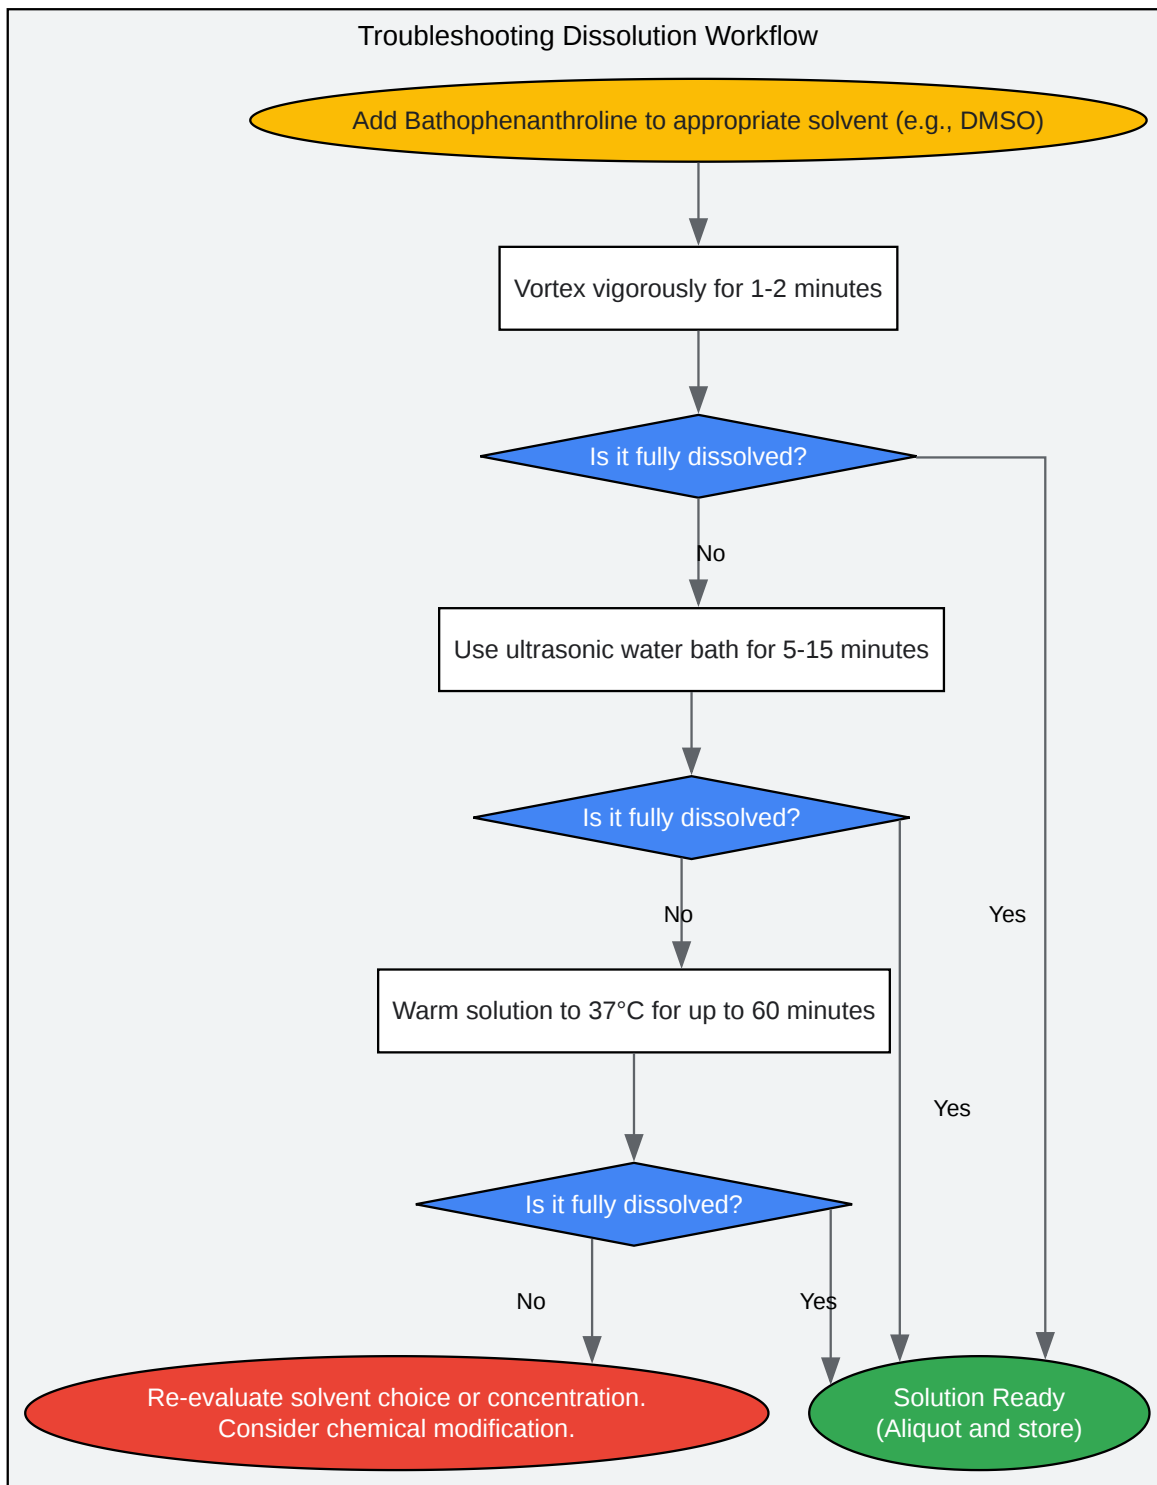 Troubleshooting Dissolution Workflow
Add Bathophenanthroline to appropriate solvent (e.g., DMSO)
Vortex vigorously for 1-2 minutes
Is it fully dissolved?
No
Use ultrasonic water bath for 5-15 minutes
Is it fully dissolved?
No
Yes
Warm solution to 37°C for up to 60 minutes
Yes
Is it fully dissolved?
No
Yes
Re-evaluate solvent choice or concentration.
Consider chemical modification.
Solution Ready
(Aliquot and store)